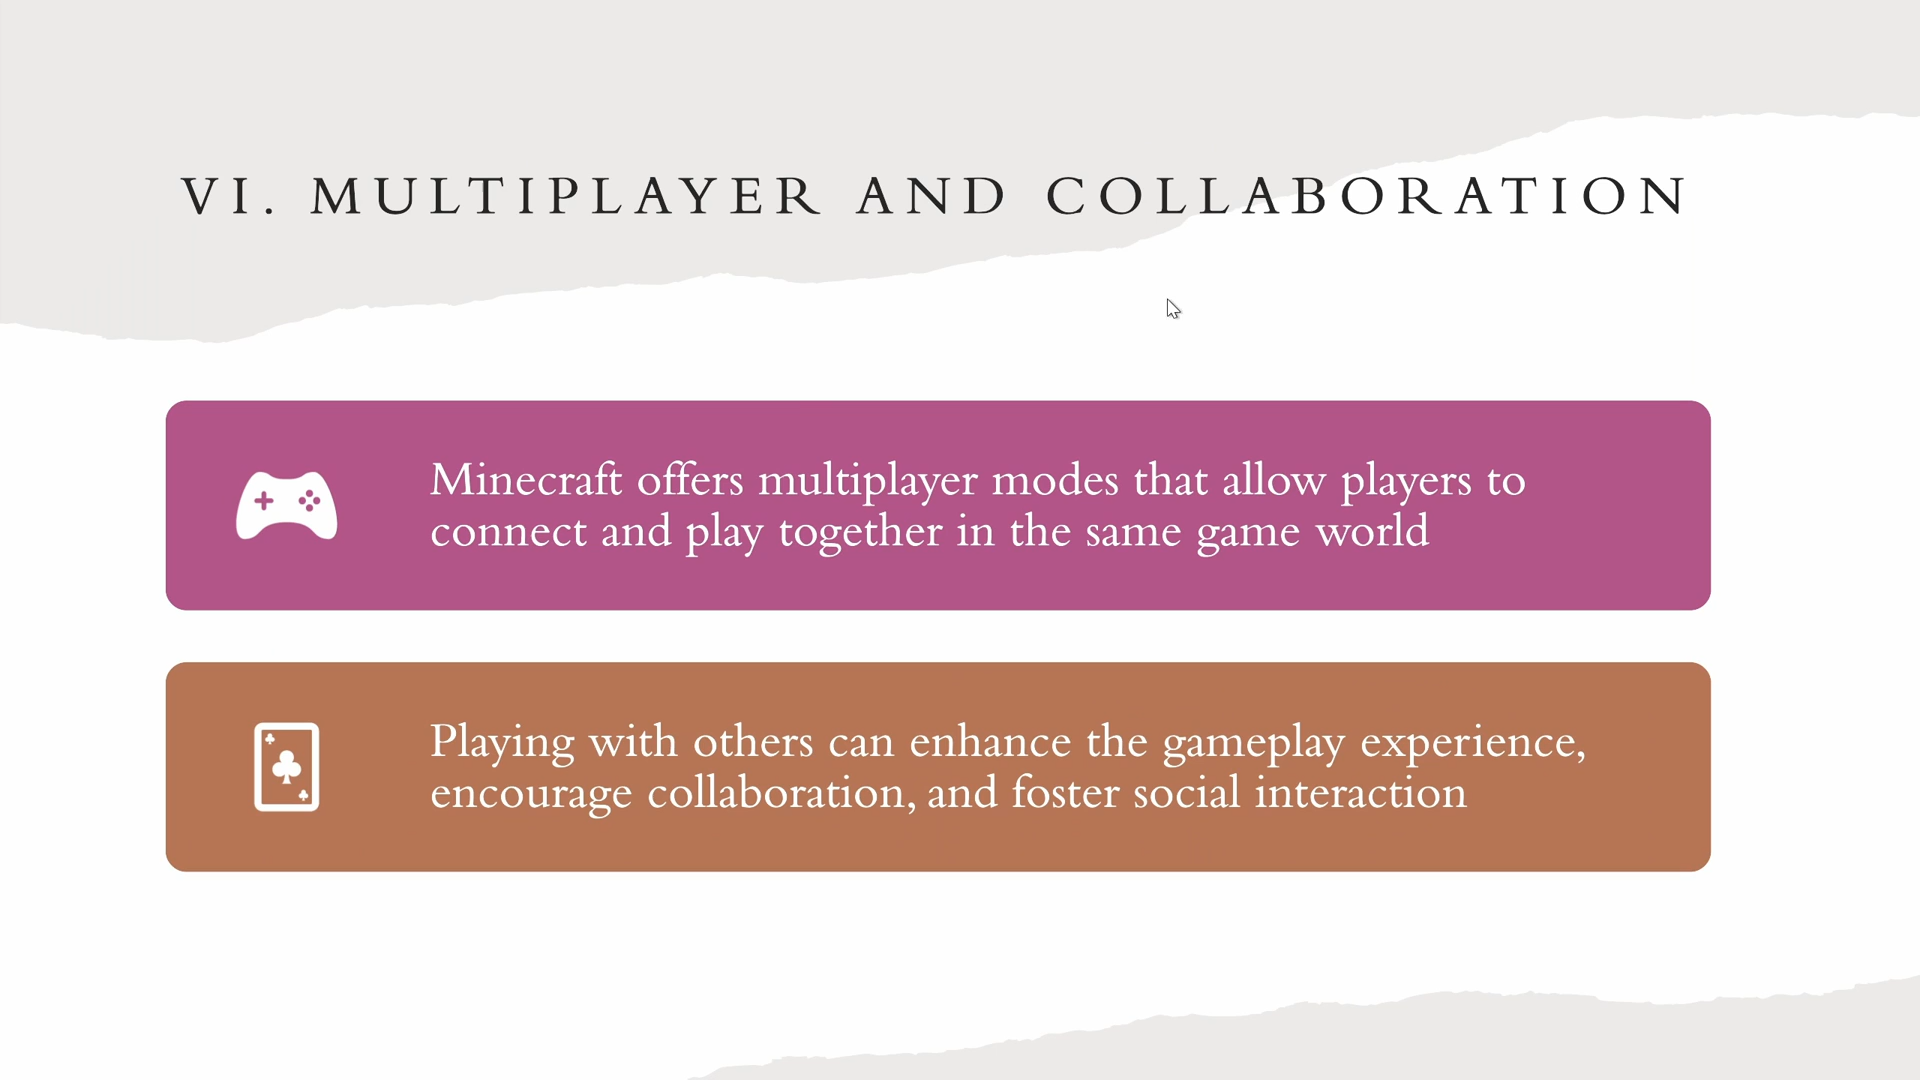 VI. MULTIPLAYER AND COLLABORATION
Minecraft offers multiplayer modes that allow players to
connect and play together in the same game world
Playing with others can enhance the gameplay experience,
encourage collaboration, and foster social interaction